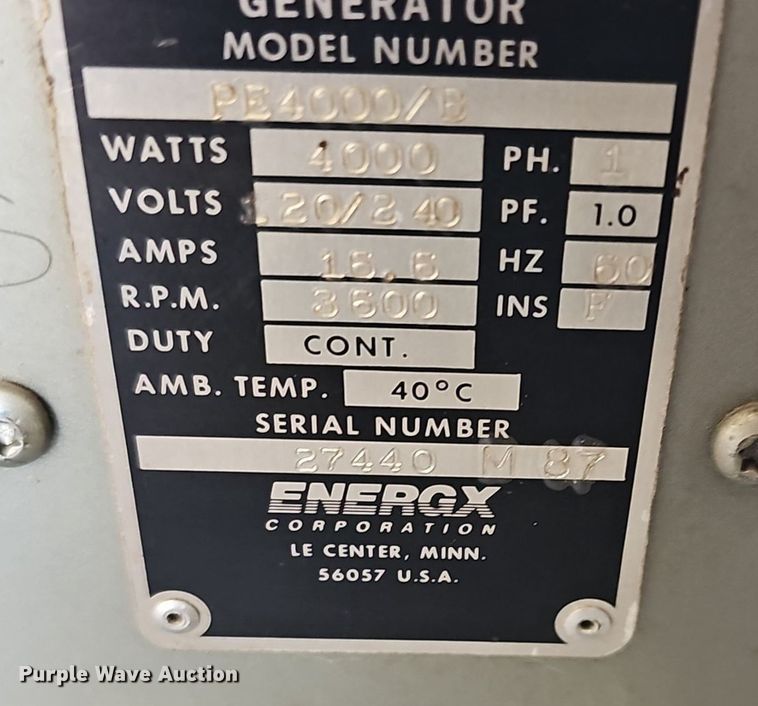 GENERATOR
MODEL NUMBER
PE4000/B
WATTS 4000 PH. 1
VOLTS 120/240 PF. 1.0
AMPS 16.6 HZ 60
R.P.M. 3600 INS F
DUTY CONT.
AMB. TEMP. 40°C
SERIAL NUMBER
27440 M 87
ENERGX
CORPORATION
LE CENTER, MINN.
56057 U.S.A.
Purple Wave Auction